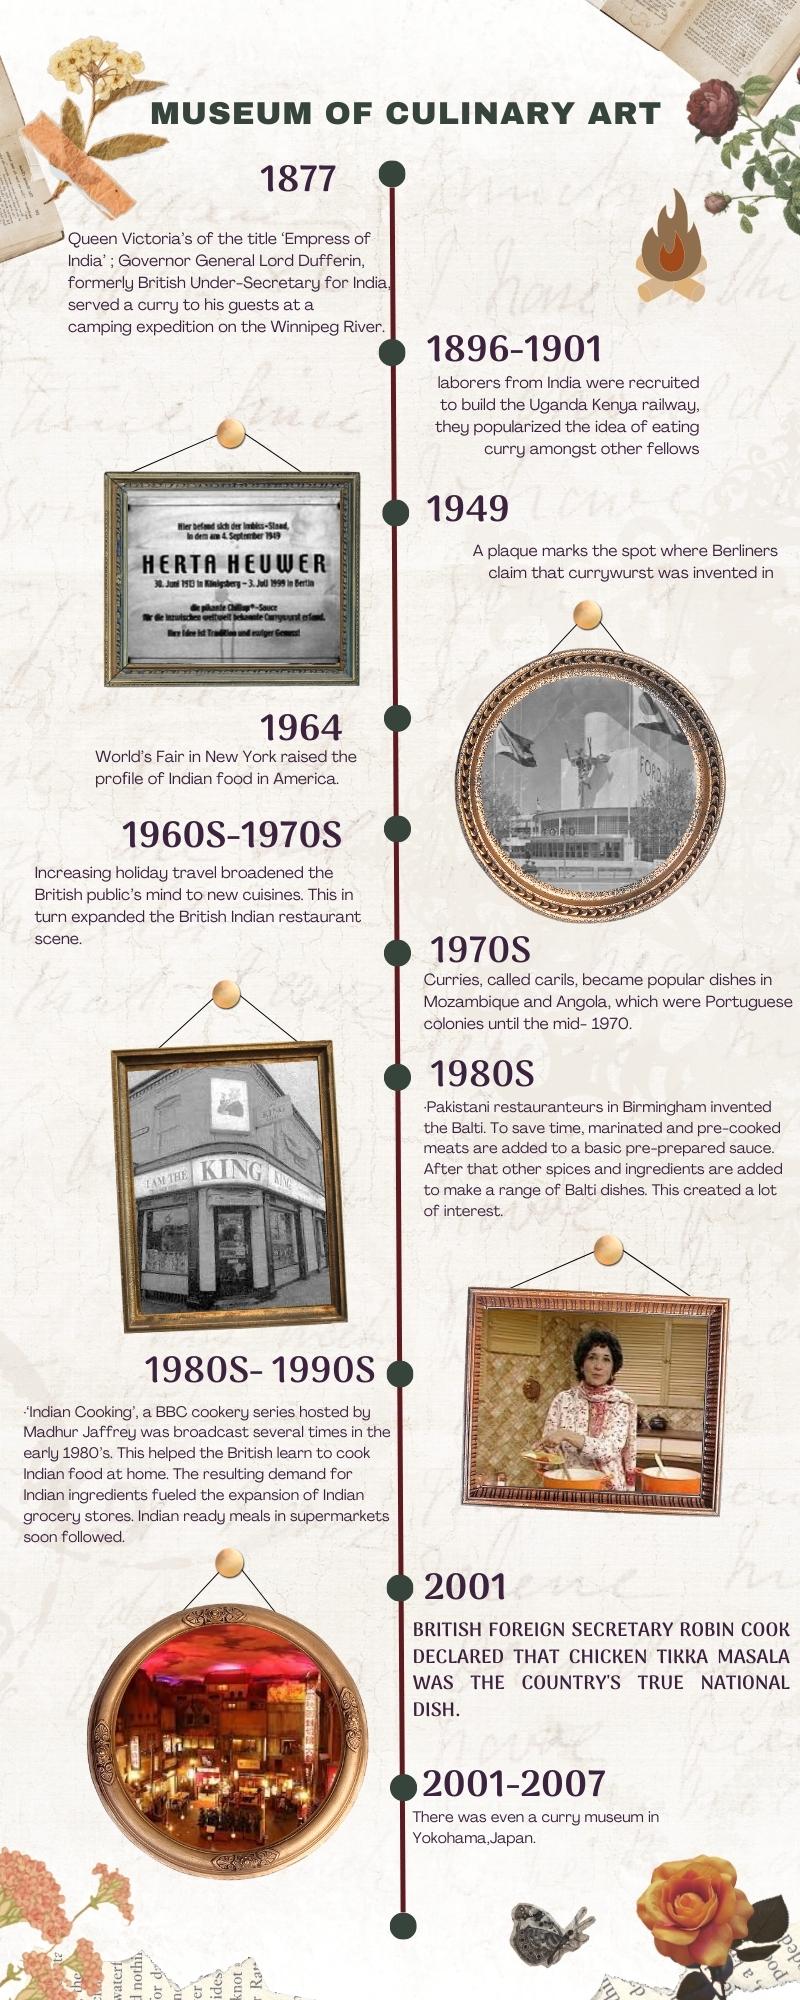 MUSEUM OF CULINARY ART
1877
Queen Victoria's of the title 'Empress of
India' ; Governor General Lord Dufferin,
formerly British Under-Secretary for India,
served a curry to his guests at a
camping expedition on the Winnipeg River.
1896-1901
laborers from India were recruited
to build the Uganda Kenya railway,
they popularized the idea of eating
curry amongst other fellows
Hier befand sich der Imbiss-Stand,
in dem am 4. September 1949
HERTA HEUWER
30. Juni 1913 in Königsberg – 3. Juli 1999 in Berlin
die pikante Chillup®-Sauce
für die inzwischen weltweit bekannte Currywurst erfand.
Ihre Idee ist Tradition und ewiger Genuss!
1949
A plaque marks the spot where Berliners
claim that currywurst was invented in
FORD
FORD
1964
World's Fair in New York raised the
profile of Indian food in America.
1960S-1970S
Increasing holiday travel broadened the
British public's mind to new cuisines. This in
turn expanded the British Indian restaurant
scene.
1970S
Curries, called carils, became popular dishes in
Mozambique and Angola, which were Portuguese
colonies until the mid- 1970.
KING
I AM THE KING KING
1980S
·Pakistani restauranteurs in Birmingham invented
the Balti. To save time, marinated and pre-cooked
meats are added to a basic pre-prepared sauce.
After that other spices and ingredients are added
to make a range of Balti dishes. This created a lot
of interest.
1980S- 1990S
·'Indian Cooking', a BBC cookery series hosted by
Madhur Jaffrey was broadcast several times in the
early 1980's. This helped the British learn to cook
Indian food at home. The resulting demand for
Indian ingredients fueled the expansion of Indian
grocery stores. Indian ready meals in supermarkets
soon followed.
2001
BRITISH FOREIGN SECRETARY ROBIN COOK
DECLARED THAT CHICKEN TIKKA MASALA
WAS THE COUNTRY'S TRUE NATIONAL
DISH.
2001-2007
There was even a curry museum in
Yokohama,Japan.